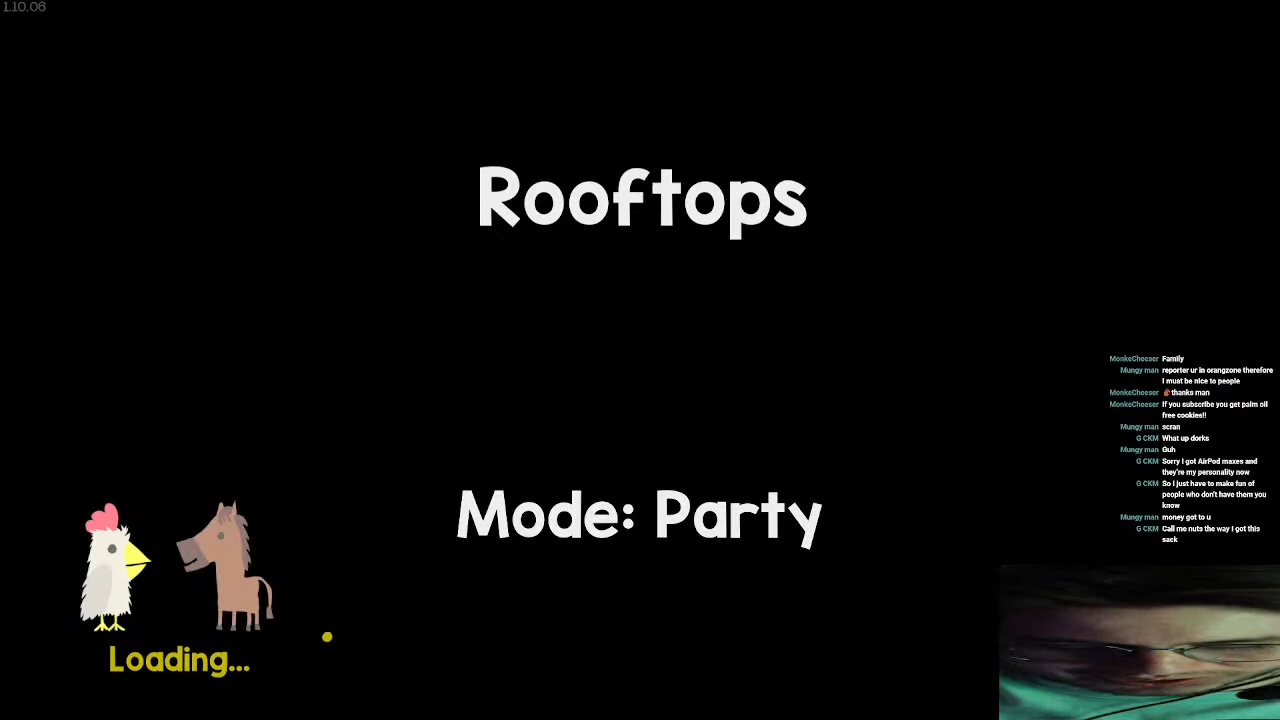 1.10.06
Rooftops
Mode: Party
Loading...
MonkeCheeser Family
Mungy man reporter ur in orangzone therefore
I must be nice to people
MonkeCheeser thanks man
MonkeCheeser If you subscribe you get palm oil
free cookies!!
Mungy man scran
G CKM What up dorks
Mungy man Guh
G CKM Sorry I got AirPod maxes and
they're my personality now
G CKM So I just have to make fun of
people who don't have them you
know
Mungy man money got to u
G CKM Call me nuts the way I got this
sack